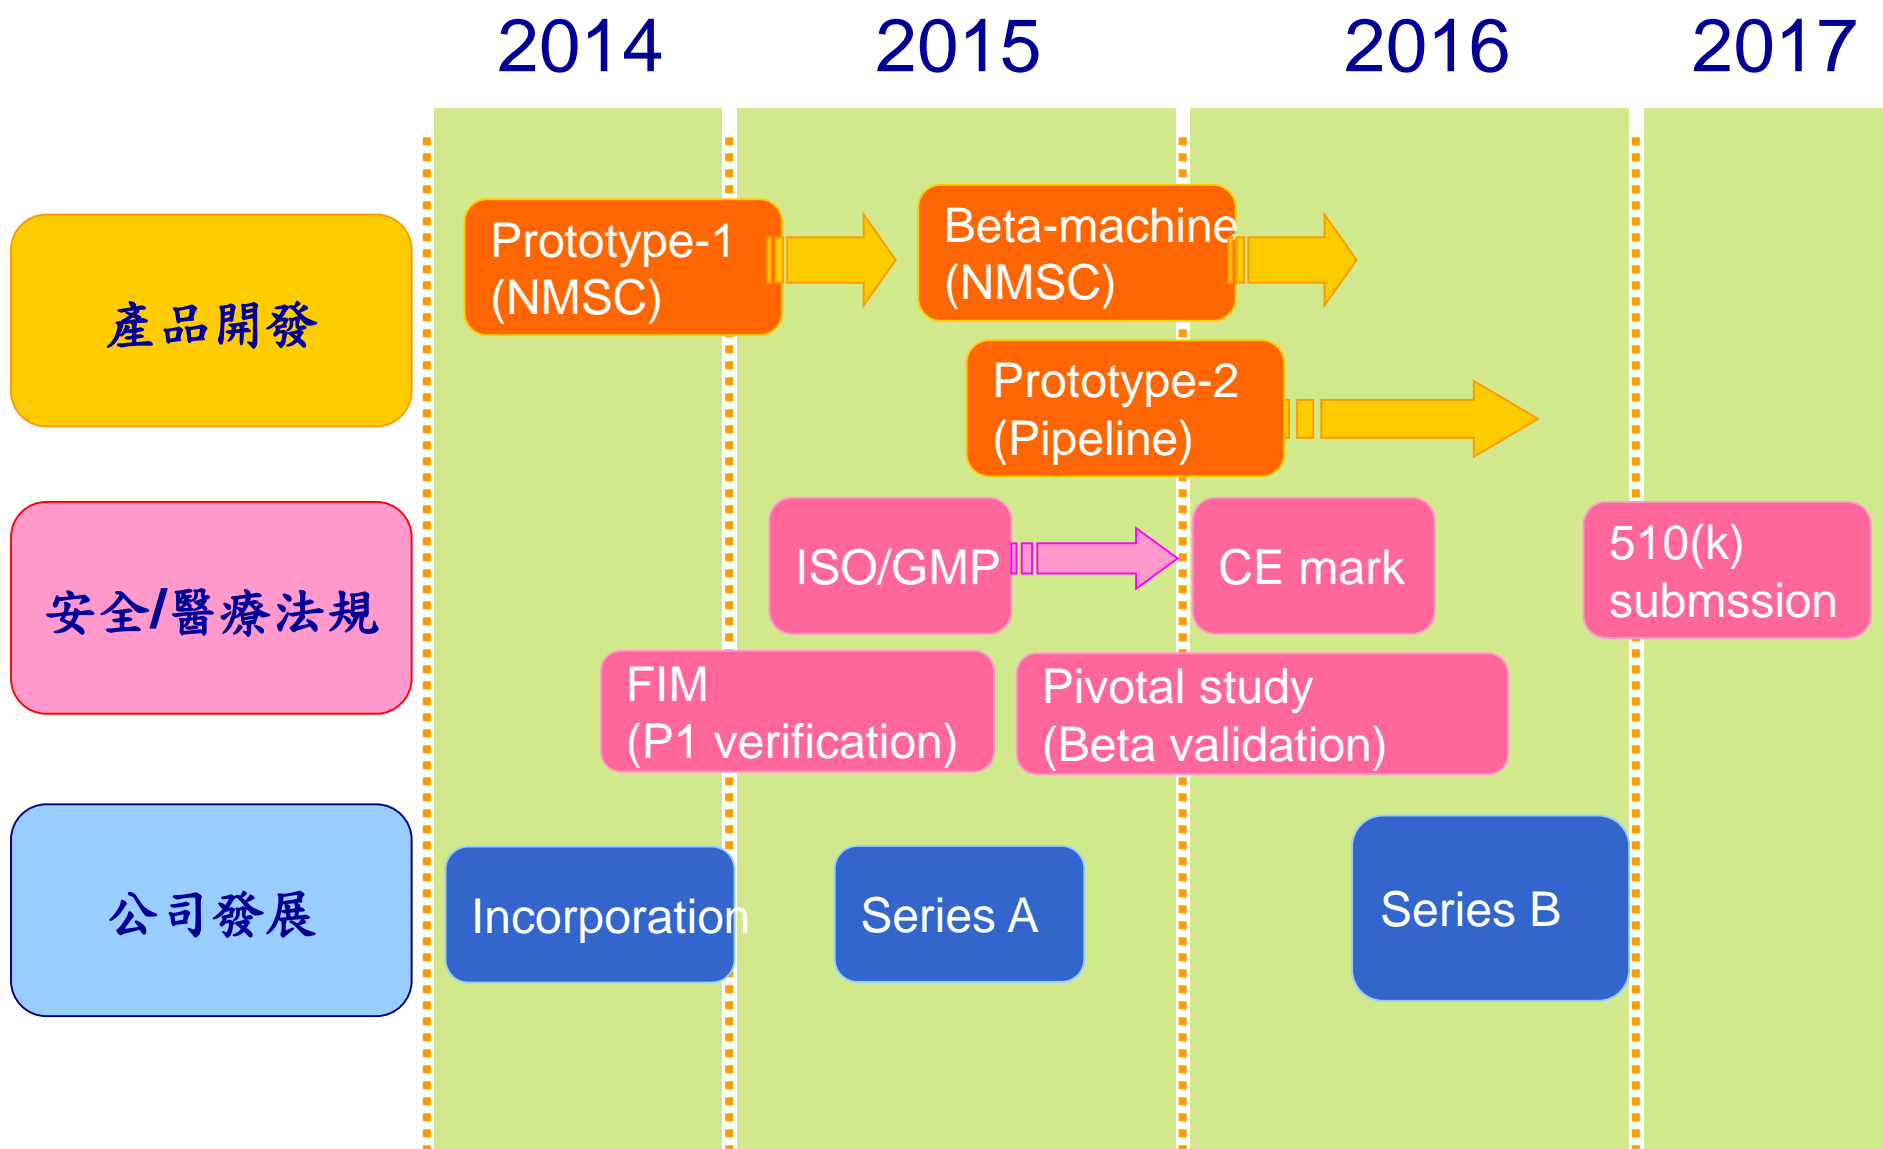 2014
2015
2016
2017
產品開發
Prototype-1
(NMSC)
Beta-machine
(NMSC)
Prototype-2
(Pipeline)
安全/醫療法規
ISO/GMP
CE mark
510(k)
submssion
FIM
(P1 verification)
Pivotal study
(Beta validation)
公司發展
Incorporation
Series A
Series B